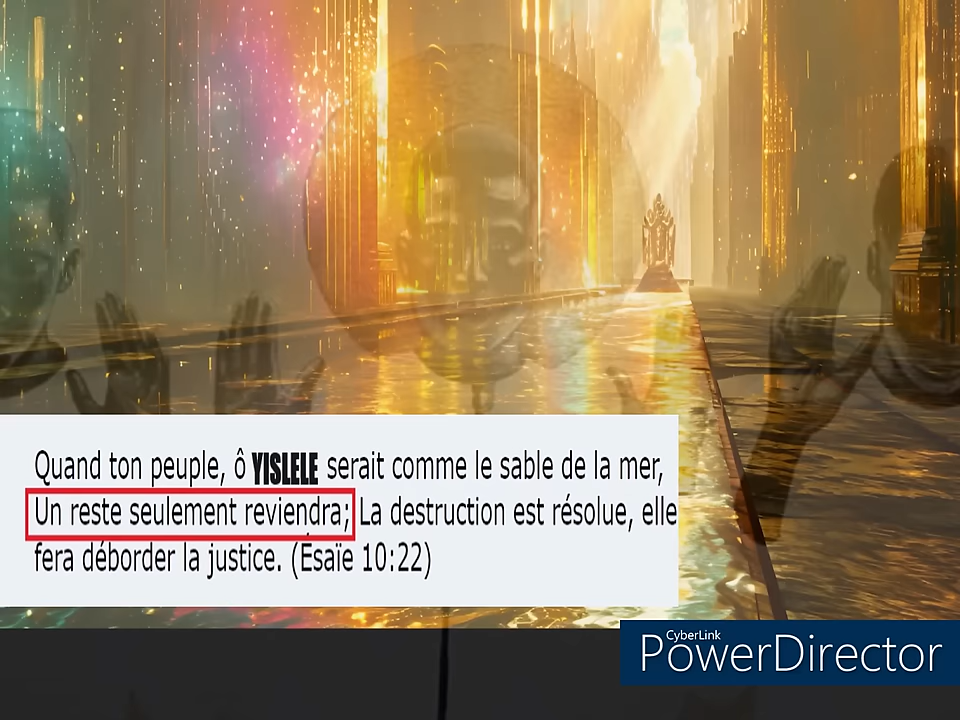 Quand ton peuple, ô YISLELE serait comme le sable de la mer,
Un reste seulement reviendra; La destruction est résolue, elle
fera déborder la justice. (Ésaïe 10:22)
CyberLink
PowerDirector